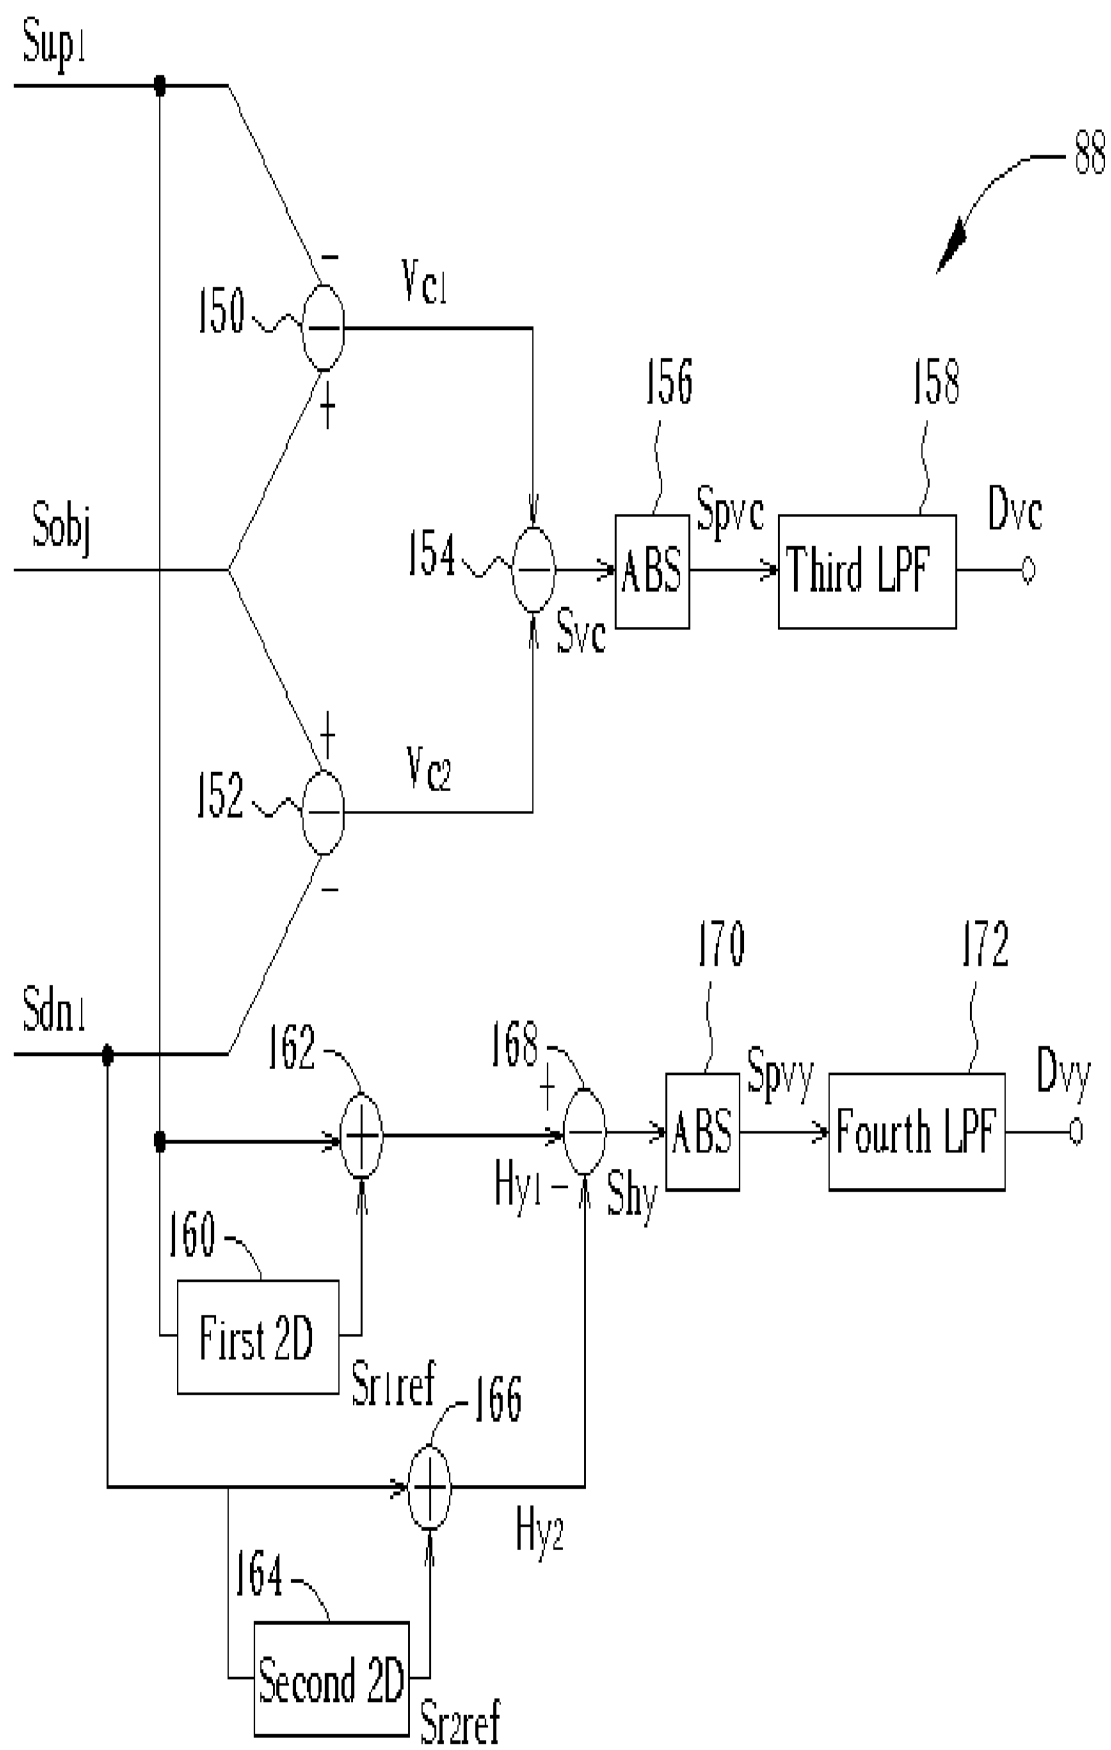 Sup1
88
−
150
Vc1
+
156
158
Sobj
154
Spvc
Dvc
ABS
Third LPF
Svc
+
152
Vc2
−
170
172
Sdn1
162
168
+
Spvy
Dvy
ABS
Fourth LPF
Hy1 −
Shy
160
First 2D
Sr1ref
166
Hy2
164
Second 2D
Sr2ref